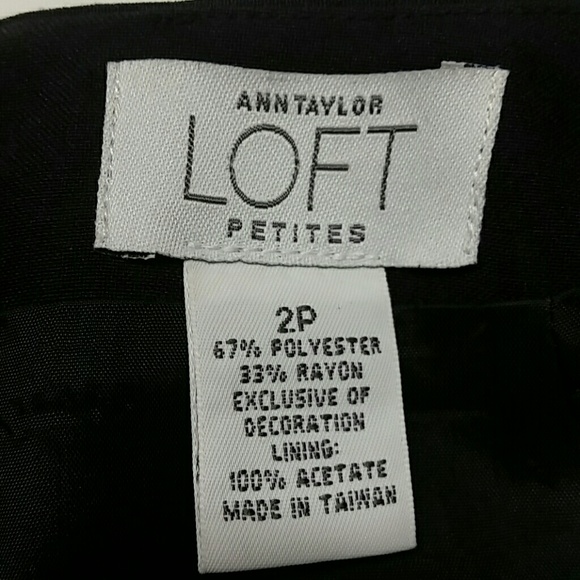 ANNTAYLOR
LOFT
PETITES
2P
67% POLYESTER
33% RAYON
EXCLUSIVE OF
DECORATION
LINING:
100% ACETATE
MADE IN TAIWAN